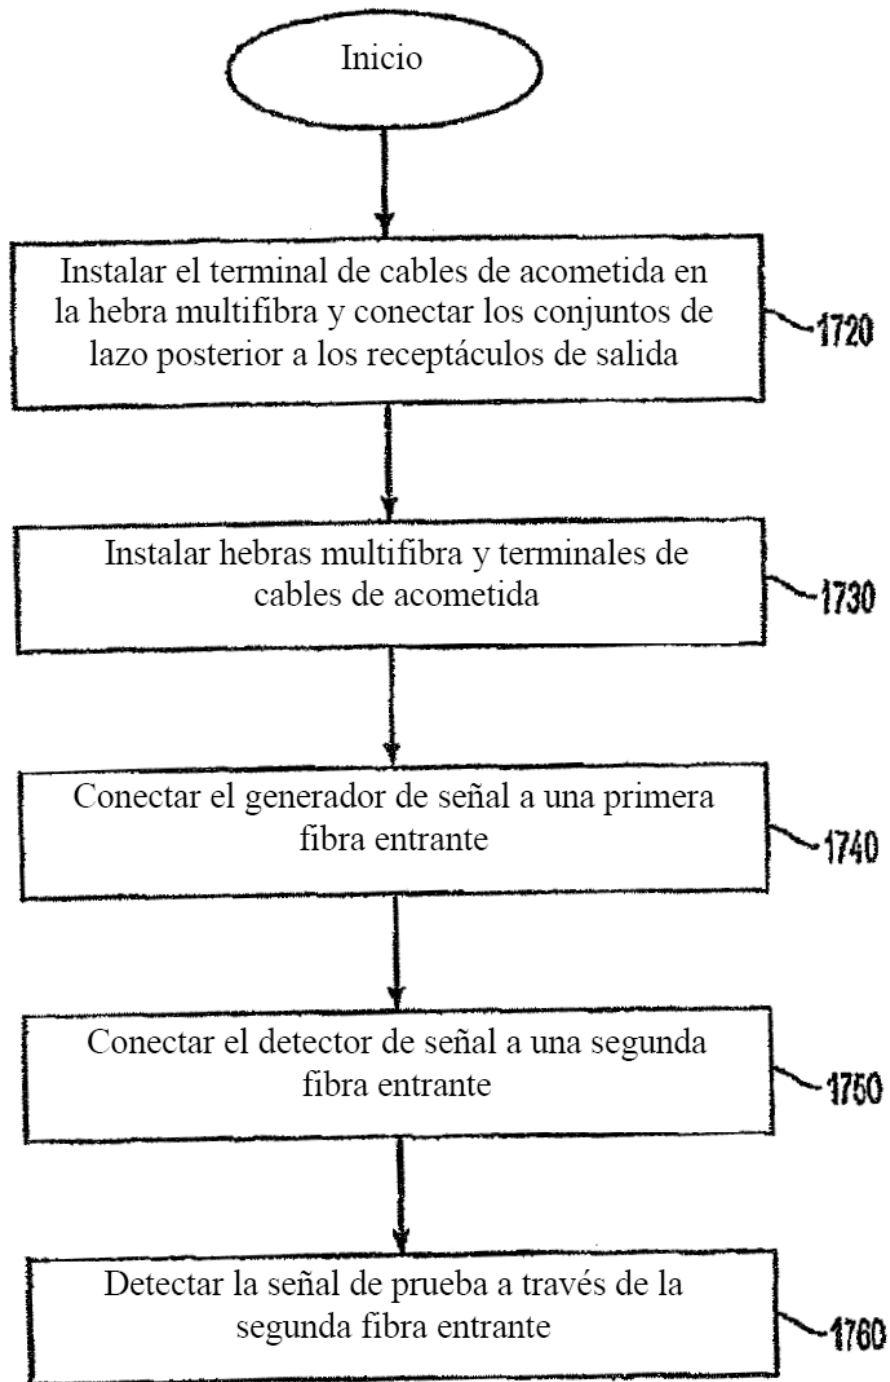 Inicio
Instalar el terminal de cables de acometida en
la hebra multifibra y conectar los conjuntos de
lazo posterior a los receptáculos de salida
1720
Instalar hebras multifibra y terminales de
cables de acometida
1730
Conectar el generador de señal a una primera
fibra entrante
1740
Conectar el detector de señal a una segunda
fibra entrante
1750
Detectar la señal de prueba a través de la
segunda fibra entrante
1760